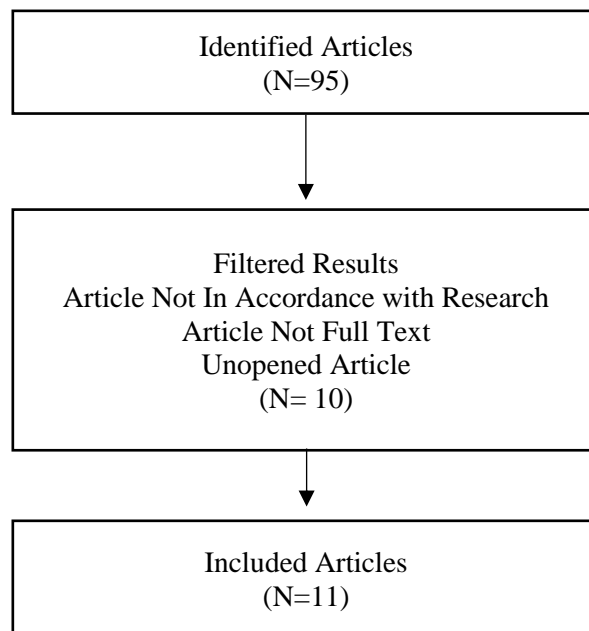 Identified Articles
(N=95)
Filtered Results
Article Not In Accordance with Research
Article Not Full Text
Unopened Article
(N= 10)
Included Articles
(N=11)